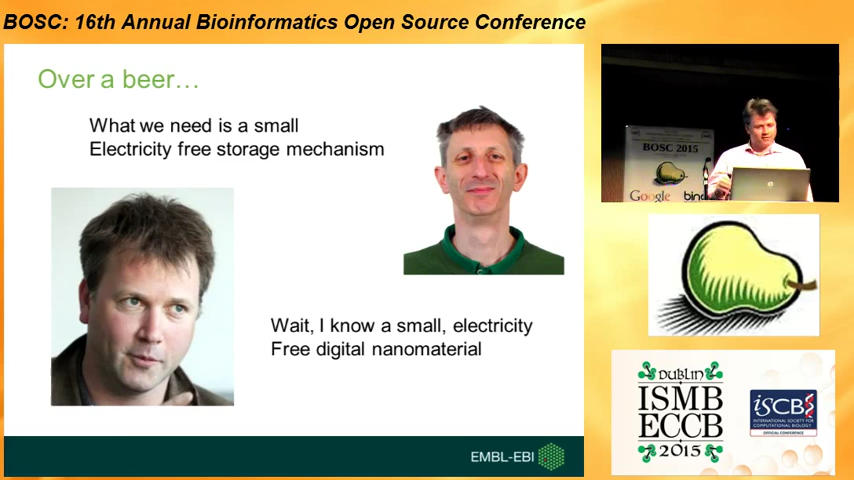 BOSC: 16th Annual Bioinformatics Open Source Conference
Over a beer…
What we need is a small
Electricity free storage mechanism
Wait, I know a small, electricity
Free digital nanomaterial
EMBL-EBI
BOSC 2015
Google
bina
DUBLIN
ISMB
ECCB
2015
iSCB
INTERNATIONAL SOCIETY FOR
COMPUTATIONAL BIOLOGY
OFFICIAL CONFERENCE